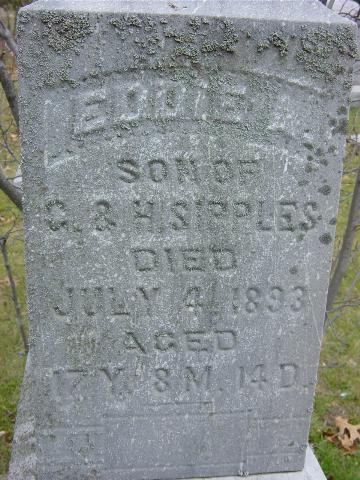 EDDIE A.
SON OF
C. & H. SIPPLES
DIED
JULY 4, 1893
AGED
17 Y. 8 M. 14 D.